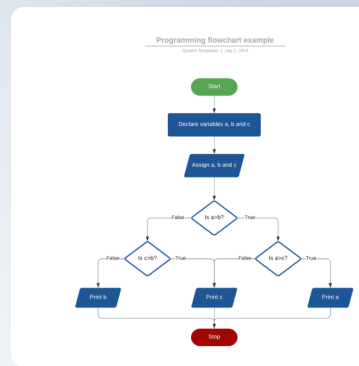 Programming flowchart example
System Templates | July 3, 2024
Start
Declare variables a, b and c
Assign a, b and c
Is a>b?
False
True
Is c>b?
False
True
Is a>c?
False
True
Print b
Print c
Print a
Stop